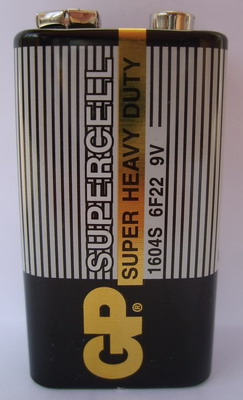 SUPERCELL
SUPER HEAVY DUTY
1604S 6F22 9V
GP®